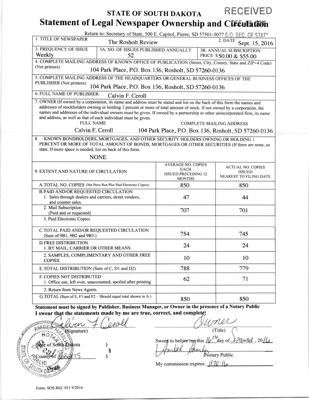 STATE OF SOUTH DAKOTA
RECEIVED
Statement of Legal Newspaper Ownership and Circulation
Return to: Secretary of State, 500 E. Capitol, Pierre, SD 57501-5077 S.D. SEC. OF STATE
1. TITLE OF NEWSPAPER
The Rosholt Review
2. DATE
Sept. 15, 2016
3. FREQUENCY OF ISSUE
Weekly
3A. NO. OF ISSUES PUBLISHED ANNUALLY
52
3B. ANNUAL SUBSCRIPTION
PRICE $50.00 & $55.00
4. COMPLETE MAILING ADDRESS OF KNOWN OFFICE OF PUBLICATION (Street, City, County, State and ZIP+4 Code)
(Not printers)
104 Park Place, P.O. Box 136, Rosholt, SD 57260-0136
5. COMPLETE MAILING ADDRESS OF THE HEADQUARTERS OR GENERAL BUSINESS OFFICES OF THE
PUBLISHER (Not printers)
104 Park Place, P.O. Box 136, Rosholt, SD 57260-0136
6. FULL NAME OF PUBLISHER:
Calvin F. Ceroll
7. OWNER (If owned by a corporation, its name and address must be stated and list on the back of this form the names and
addresses of stockholders owning or holding 1 percent or more of total amount of stock. If not owned by a corporation, the
names and addresses of the individual owners must be given. If owned by a partnership or other unincorporated firm, its name
and address, as well as that of each individual must be given.)
FULL NAME
COMPLETE MAILING ADDRESS
Calvin F. Ceroll
104 Park Place, P.O. Box 136, Rosholt, SD 57260-0136
8. KNOWN BONDHOLDERS, MORTGAGES, AND OTHER SECURITY HOLDERS OWNING OR HOLDING 1
PERCENT OR MORE OF TOTAL AMOUNT OF BONDS, MORTGAGES OR OTHER SECURITIES (If there are none, so
state. If more space is needed, list on back of this form.
NONE
9. EXTENT AND NATURE OF CIRCULATION
AVERAGE NO. COPIES
EACH
ISSUED PRECEDING 12
MONTHS
ACTUAL NO. COPIES
ISSUED
NEAREST TO FILING DATE
A. TOTAL NO. COPIES (Net Press Run Plus Paid Electronic Copies)
850
850
B. PAID AND/OR REQUESTED CIRCULATION
1. Sales through dealers and carriers, street vendors,
and counter sales.
47
44
2. Mail Subscription
(Paid and or requested)
707
701
3. Paid Electronic Copies
C. TOTAL PAID AND/OR REQUESTED CIRCULATION
(Sum of 9B1, 9B2 and 9B3.)
754
745
D. FREE DISTRIBUTION
1. BY MAIL, CARRIER OR OTHER MEANS
24
24
2. SAMPLES, COMPLIMENTARY AND OTHER FREE
COPIES
10
10
E. TOTAL DISTRIBUTION (Sum of C, D1 and D2)
788
779
F. COPIES NOT DISTRIBUTED
1. Office use, left over, unaccounted, spoiled after printing
62
71
2. Return From News Agents
G. TOTAL (Sum of E, F1 and F2 - Should equal total shown in A.)
850
850
Statement must be signed by Publisher, Business Manager, or Owner in the presence of a Notary Public
I swear that the statements made by me are true, correct, and complete:
Calvin F Ceroll
Owner
(Signature)
(Title)
State of South Dakota )
Sworn to before me this
§
County of )
Notary Public
My commission expires:
Form: SOS REC 051 9/2016